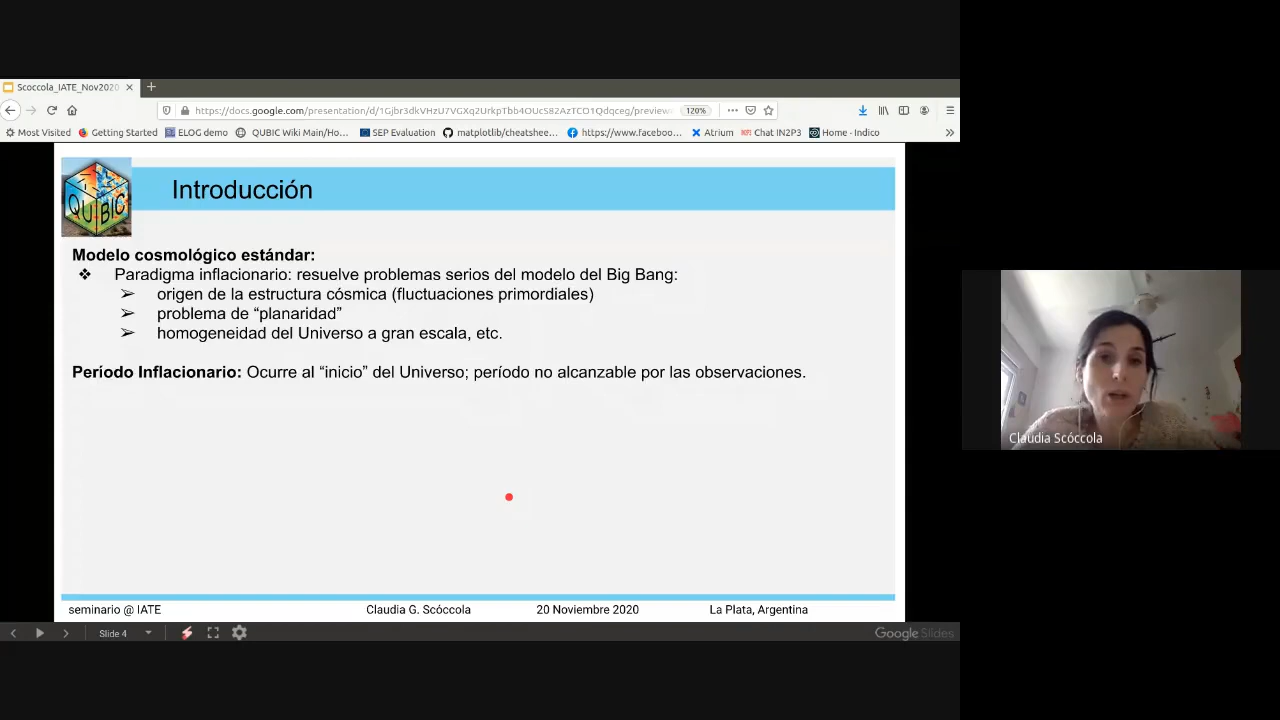 Scoccola_IATE_Nov2020
https://docs.google.com/presentation/d/1Gjbr3dkVHzU7VGXq2UrkpTbb4OUcS82AzTCO1Qdqceg/preview
120%
Most Visited Getting Started ELOG demo QUBIC Wiki Main/Ho... SEP Evaluation matplotlib/cheatshee... https://www.faceboo... Atrium Chat IN2P3 Home · Indico
QUBIC
Introducción
Modelo cosmológico estándar:
❖ Paradigma inflacionario: resuelve problemas serios del modelo del Big Bang:
➢ origen de la estructura cósmica (fluctuaciones primordiales)
➢ problema de “planaridad”
➢ homogeneidad del Universo a gran escala, etc.
Período Inflacionario: Ocurre al “inicio” del Universo; período no alcanzable por las observaciones.
seminario @ IATE Claudia G. Scóccola 20 Noviembre 2020 La Plata, Argentina
Slide 4
Google Slides
Claudia Scóccola